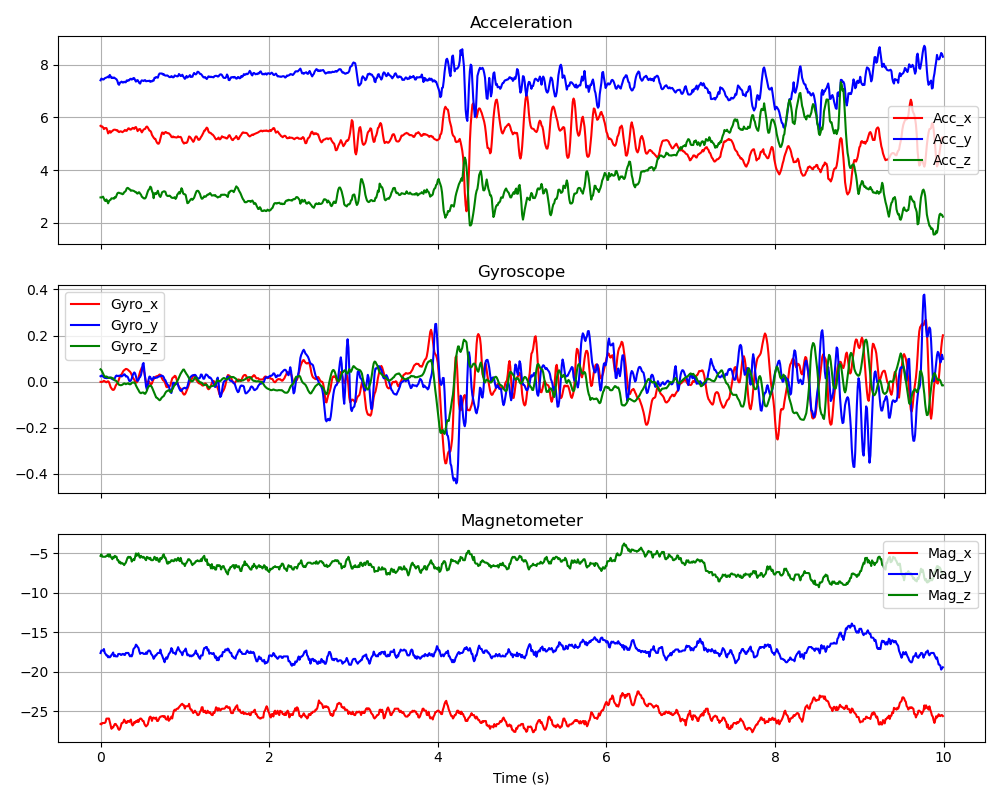 Acceleration
8
6
4
2
Acc_x
Acc_y
Acc_z
Gyroscope
0.4
0.2
0.0
−0.2
−0.4
Gyro_x
Gyro_y
Gyro_z
Magnetometer
−5
−10
−15
−20
−25
Mag_x
Mag_y
Mag_z
0 2 4 6 8 10
Time (s)